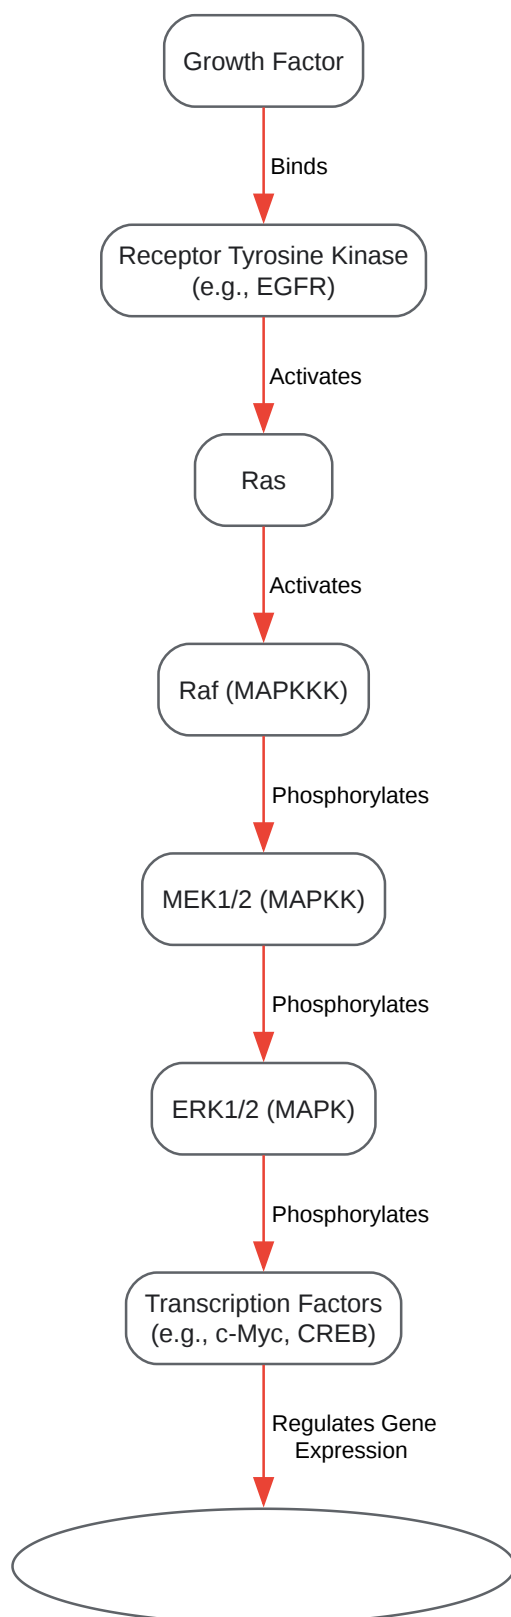 Growth Factor
Binds
Receptor Tyrosine Kinase
(e.g., EGFR)
Activates
Ras
Activates
Raf (MAPKKK)
Phosphorylates
MEK1/2 (MAPKK)
Phosphorylates
ERK1/2 (MAPK)
Phosphorylates
Transcription Factors
(e.g., c-Myc, CREB)
Regulates Gene
Expression